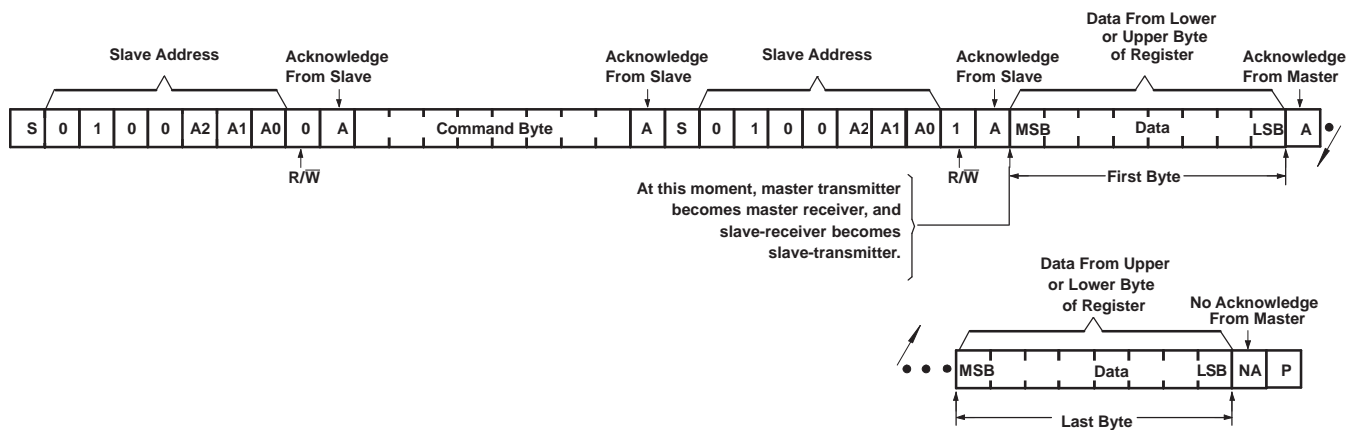 Slave Address
Acknowledge
From Slave
Acknowledge
From Slave
Slave Address
Acknowledge
From Slave
Data From Lower
or Upper Byte
of Register
Acknowledge
From Master
S 0 1 0 0 A2 A1 A0 0 A Command Byte A S 0 1 0 0 A2 A1 A0 1 A MSB Data LSB A
R/W̅
R/W̅
First Byte
At this moment, master transmitter
becomes master receiver, and
slave-receiver becomes
slave-transmitter.
Data From Upper
or Lower Byte
of Register
No Acknowledge
From Master
MSB Data LSB NA P
Last Byte